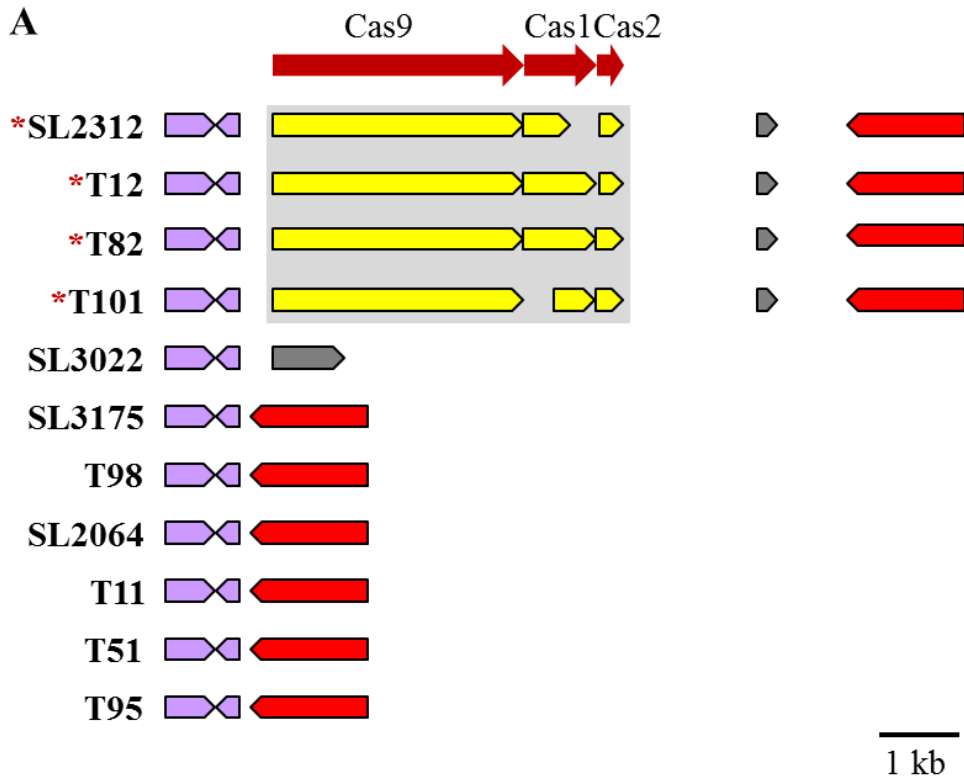 A
Cas9 Cas1Cas2
*SL2312
*T12
*T82
*T101
SL3022
SL3175
T98
SL2064
T11
T51
T95
1 kb